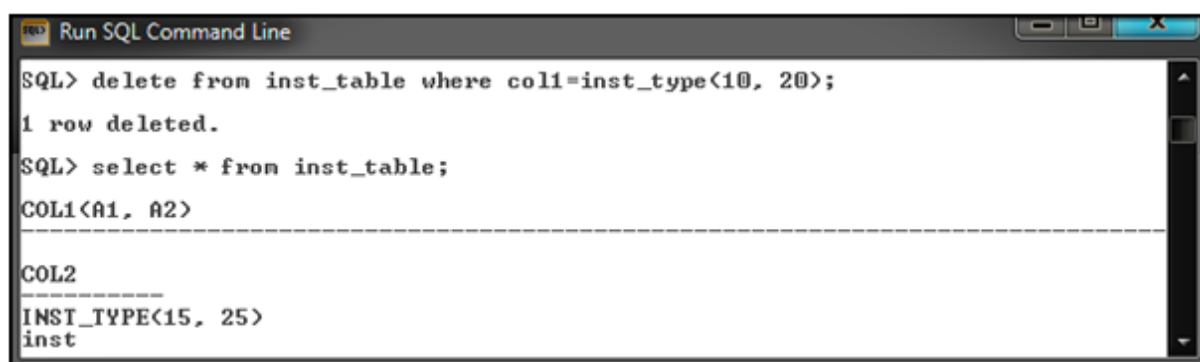 Run SQL Command Line
SQL> delete from inst_table where col1=inst_type(10, 20);
1 row deleted.
SQL> select * from inst_table;
COL1(A1, A2)
--------------------------------------------------------------------------------
COL2
----------
INST_TYPE(15, 25)
inst